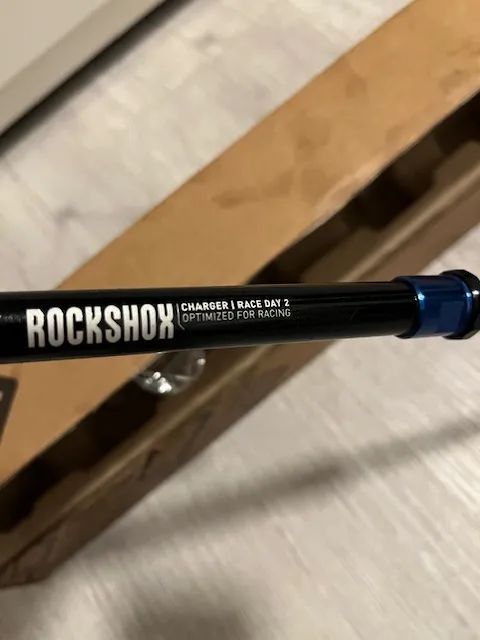 ROCKSHOX
CHARGER | RACE DAY 2
OPTIMIZED FOR RACING